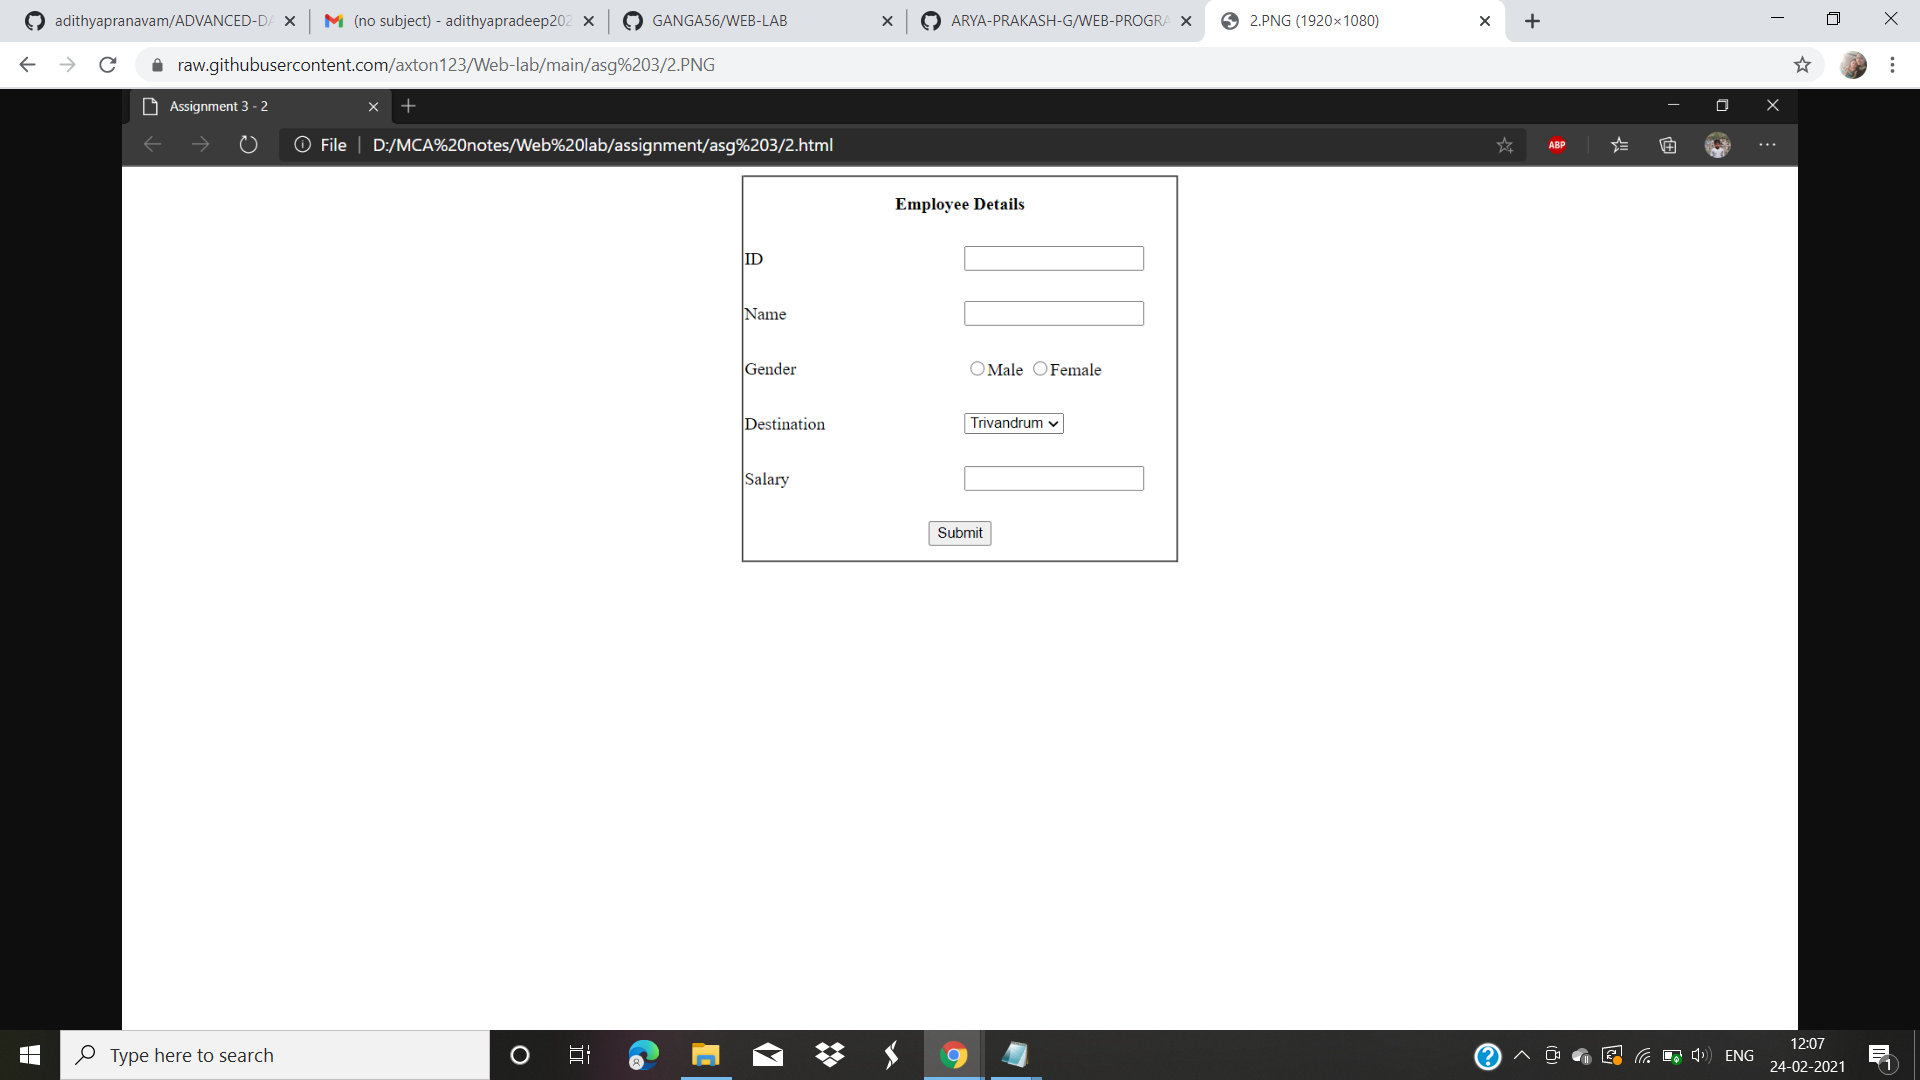 adithyapranavam/ADVANCED-DA
(no subject) - adithyapradeep202
GANGA56/WEB-LAB
ARYA-PRAKASH-G/WEB-PROGRA
2.PNG (1920×1080)
raw.githubusercontent.com/axton123/Web-lab/main/asg%203/2.PNG
Assignment 3 - 2
File
D:/MCA%20notes/Web%20lab/assignment/asg%203/2.html
ABP
Employee Details
ID
Name
Gender Male Female
Destination Trivandrum
Salary
Submit
Type here to search
ENG
12:07
24-02-2021
1